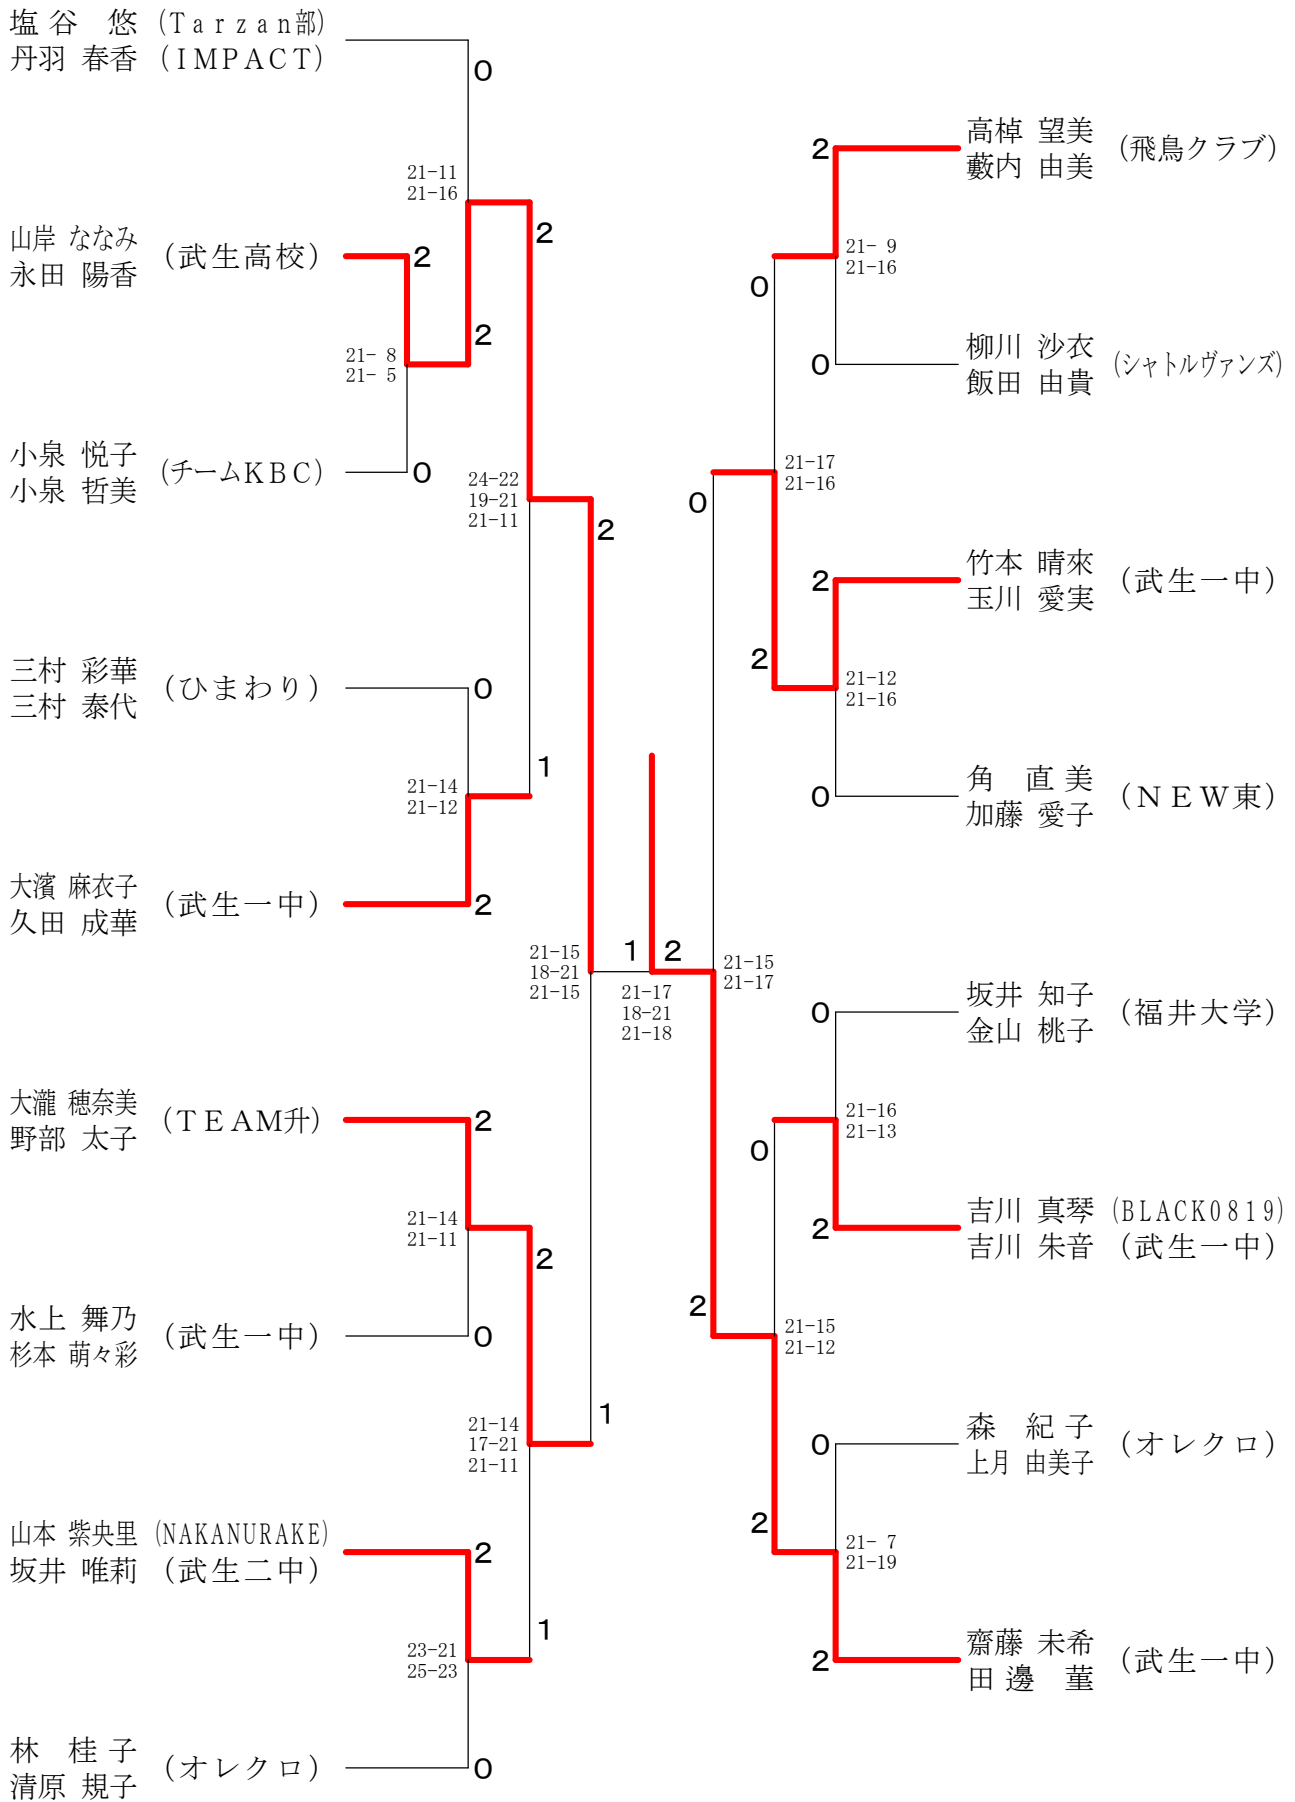 塩谷 悠 (Tarzan部)
丹羽 春香 (IMPACT)
0
21-11
21-16
2
山岸 ななみ
永田 陽香
(武生高校)
2
2
21- 8
21- 5
小泉 悦子
小泉 哲美
(チームKBC)
0
24-22
19-21
21-11
2
三村 彩華
三村 泰代
(ひまわり)
0
1
21-14
21-12
大濱 麻衣子
久田 成華
(武生一中)
2
21-15
18-21
21-15
1
2
21-17
18-21
21-18
大瀧 穂奈美
野部 太子
(TEAM升)
2
21-14
21-11
2
水上 舞乃
杉本 萌々彩
(武生一中)
0
1
21-14
17-21
21-11
山本 紫央里 (NAKANURAKE)
坂井 唯莉 (武生二中)
2
1
23-21
25-23
林 桂子
清原 規子
(オレクロ)
0
2
高棹 望美
藪内 由美
(飛鳥クラブ)
0
21- 9
21-16
0
柳川 沙衣
飯田 由貴
(シャトルヴァンズ)
0
21-17
21-16
2
竹本 晴來
玉川 愛実
(武生一中)
2
21-12
21-16
0
角 直美
加藤 愛子
(NEW東)
21-15
21-17
0
坂井 知子
金山 桃子
(福井大学)
0
21-16
21-13
2
吉川 真琴 (BLACK0819)
吉川 朱音 (武生一中)
2
21-15
21-12
0
森 紀子
上月 由美子
(オレクロ)
2
21- 7
21-19
2
齋藤 未希
田邊 菫
(武生一中)